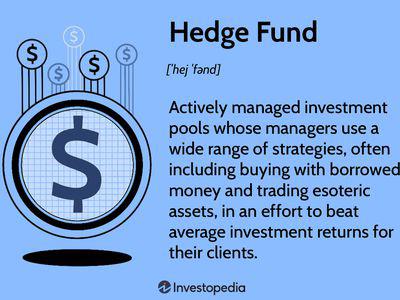 $
$
$
$
$
Hedge Fund
['hej 'fənd]
Actively managed investment
pools whose managers use a
wide range of strategies, often
including buying with borrowed
money and trading esoteric
assets, in an effort to beat
average investment returns for
their clients.
Investopedia